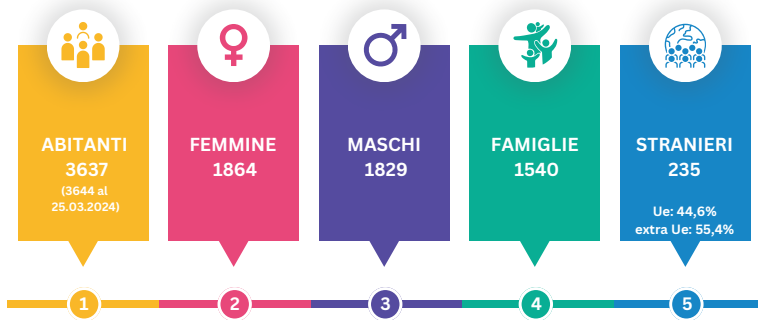 ABITANTI
3637
(3644 al
25.03.2024)
FEMMINE
1864
MASCHI
1829
FAMIGLIE
1540
STRANIERI
235
Ue: 44,6%
extra Ue: 55,4%
1
2
3
4
5